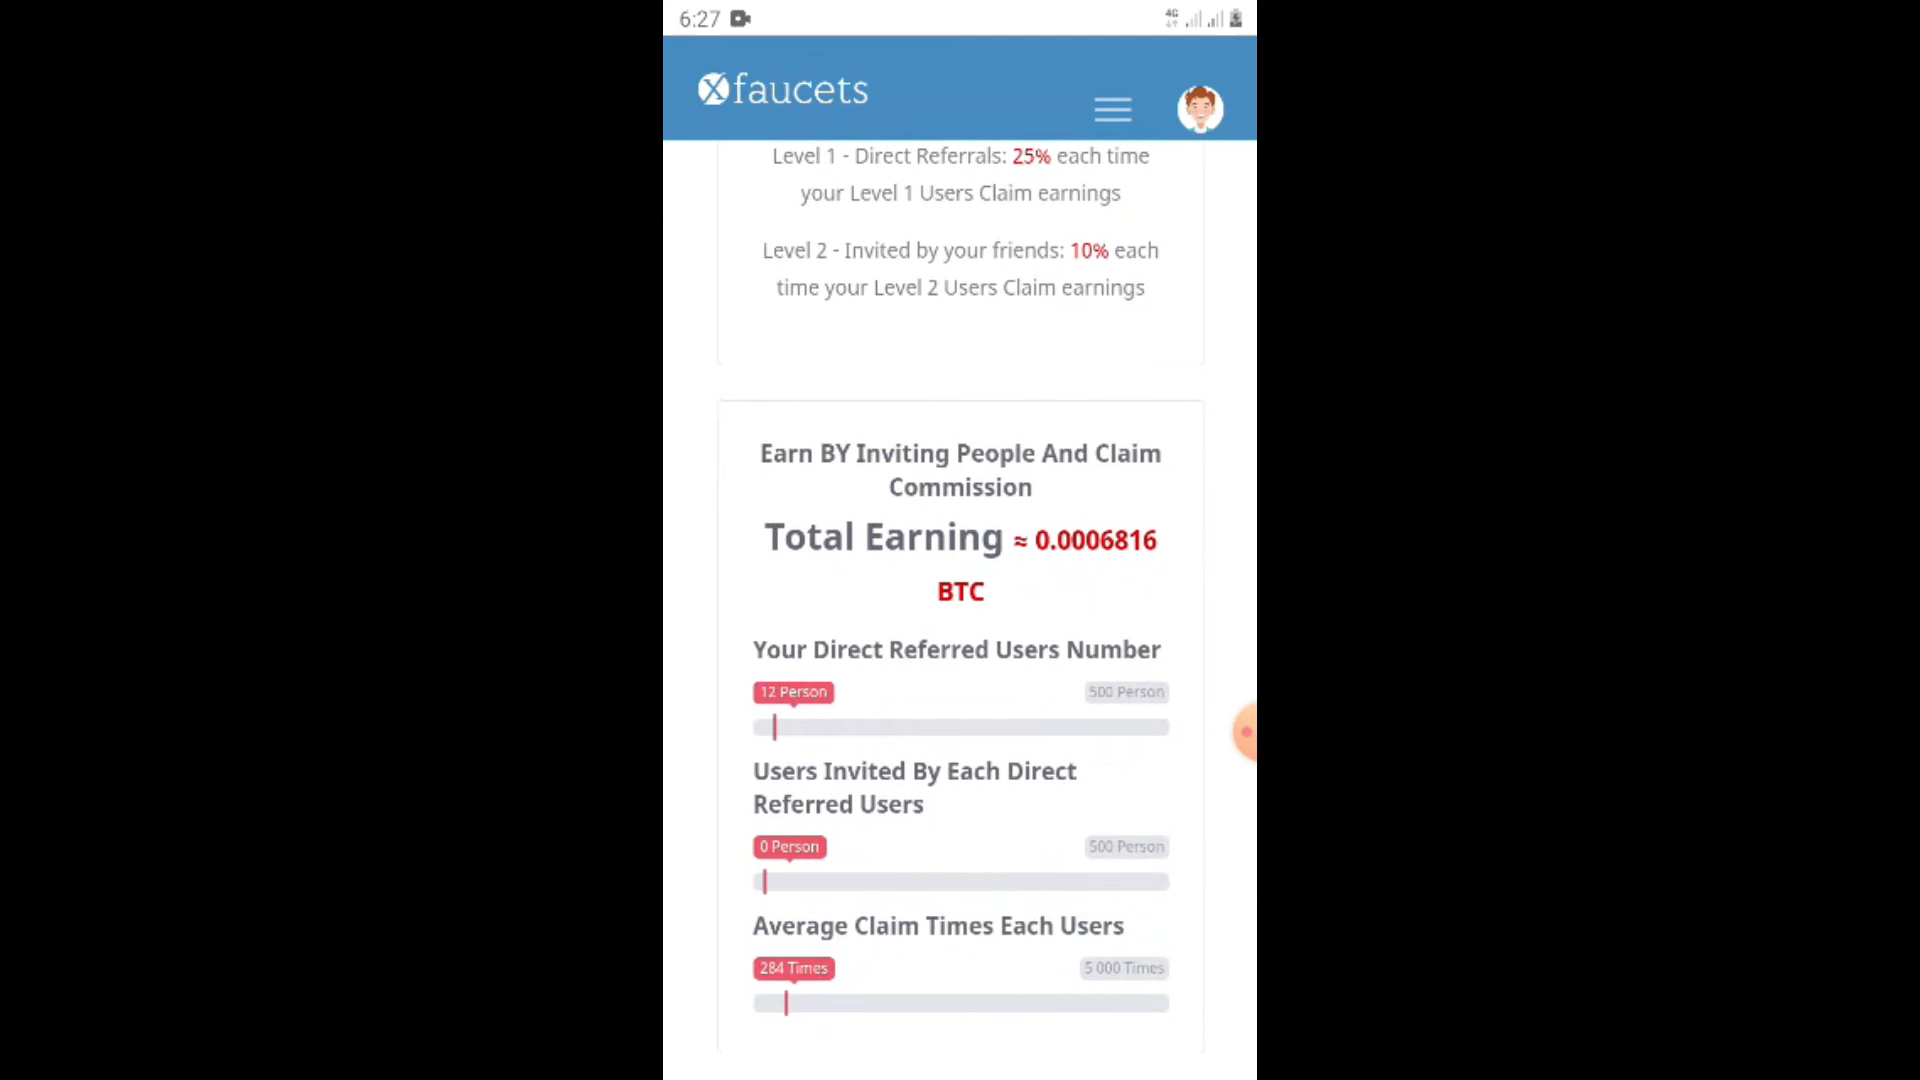 6:27
4G
xfaucets
Level 1 - Direct Referrals: 25% each time
your Level 1 Users Claim earnings
Level 2 - Invited by your friends: 10% each
time your Level 2 Users Claim earnings
Earn BY Inviting People And Claim
Commission
Total Earning ≈ 0.0006816
BTC
Your Direct Referred Users Number
12 Person 500 Person
Users Invited By Each Direct
Referred Users
0 Person 500 Person
Average Claim Times Each Users
284 Times 5 000 Times